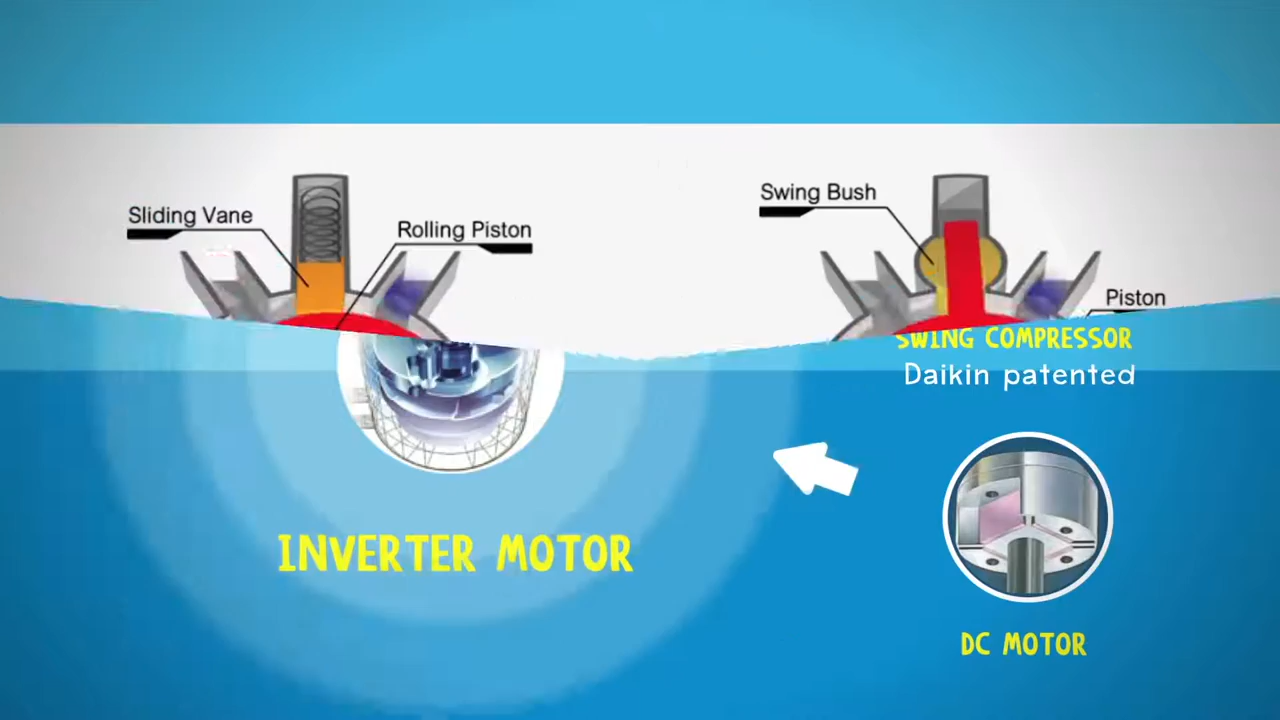 Swing Bush
Sliding Vane
Rolling Piston
Piston
SWING COMPRESSOR
Daikin patented
INVERTER MOTOR
DC MOTOR